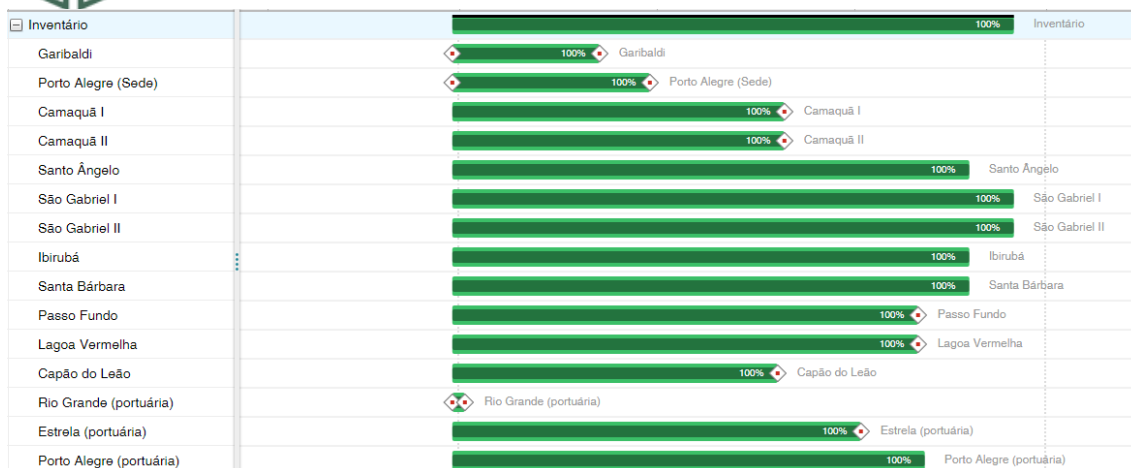 Inventário 100% Inventário
Garibaldi 100% Garibaldi
Porto Alegre (Sede) 100% Porto Alegre (Sede)
Camaquã I 100% Camaquã I
Camaquã II 100% Camaquã II
Santo Ângelo 100% Santo Ângelo
São Gabriel I 100% São Gabriel I
São Gabriel II 100% São Gabriel II
Ibirubá 100% Ibirubá
Santa Bárbara 100% Santa Bárbara
Passo Fundo 100% Passo Fundo
Lagoa Vermelha 100% Lagoa Vermelha
Capão do Leão 100% Capão do Leão
Rio Grande (portuária) Rio Grande (portuária)
Estrela (portuária) 100% Estrela (portuária)
Porto Alegre (portuária) 100% Porto Alegre (portuária)